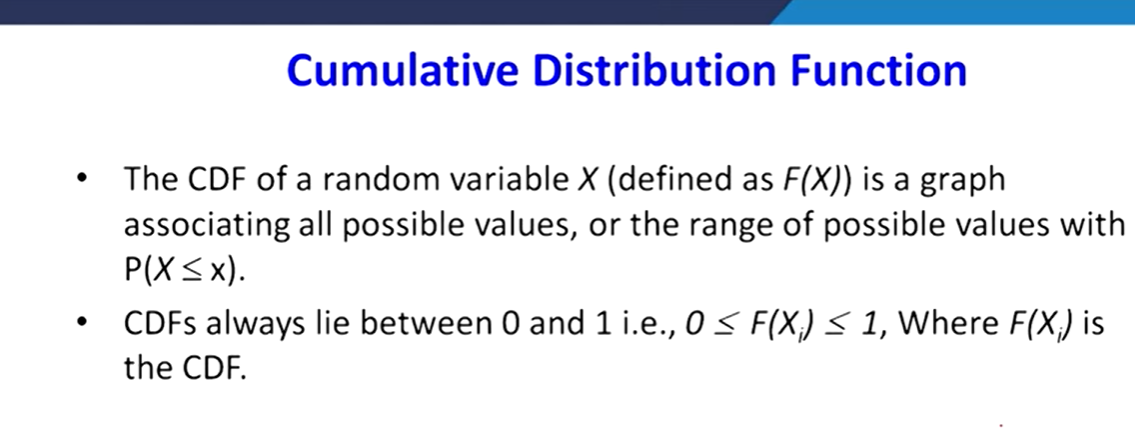 Cumulative Distribution Function
• The CDF of a random variable X (defined as F(X)) is a graph
associating all possible values, or the range of possible values with
P(X ≤ x).
• CDFs always lie between 0 and 1 i.e., 0 ≤ F(Xᵢ) ≤ 1, Where F(Xᵢ) is
the CDF.